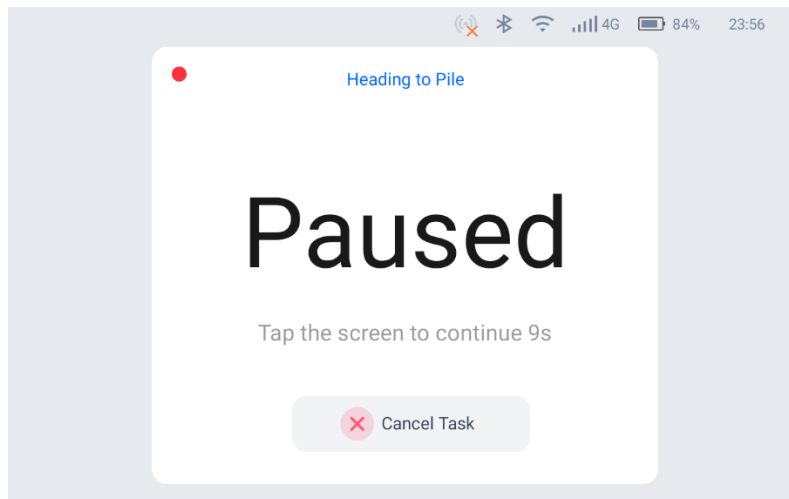 4G 84% 23:56
Heading to Pile
Paused
Tap the screen to continue 9s
Cancel Task